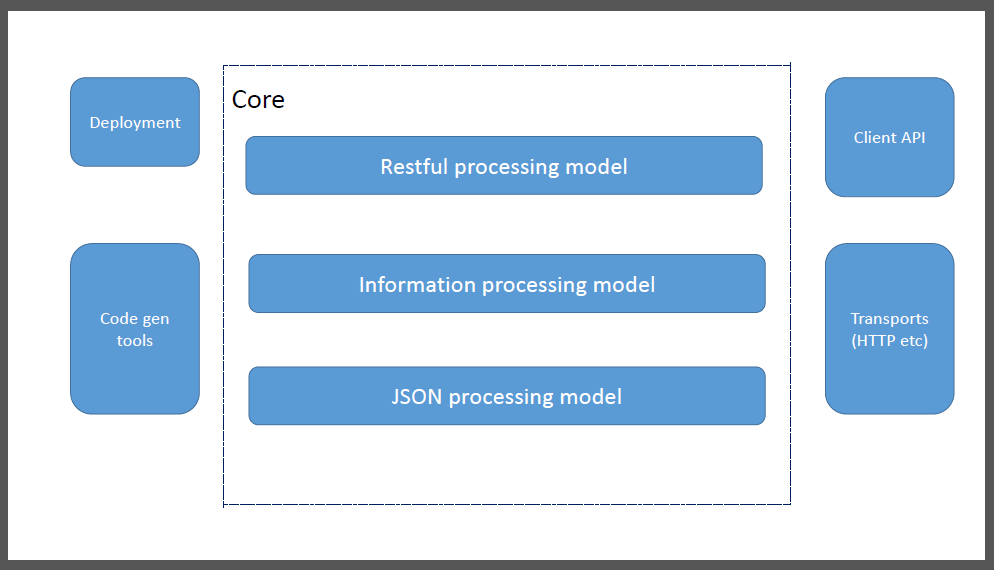 Deployment
Code gen
tools
Core
Restful processing model
Information processing model
JSON processing model
Client API
Transports
(HTTP etc)